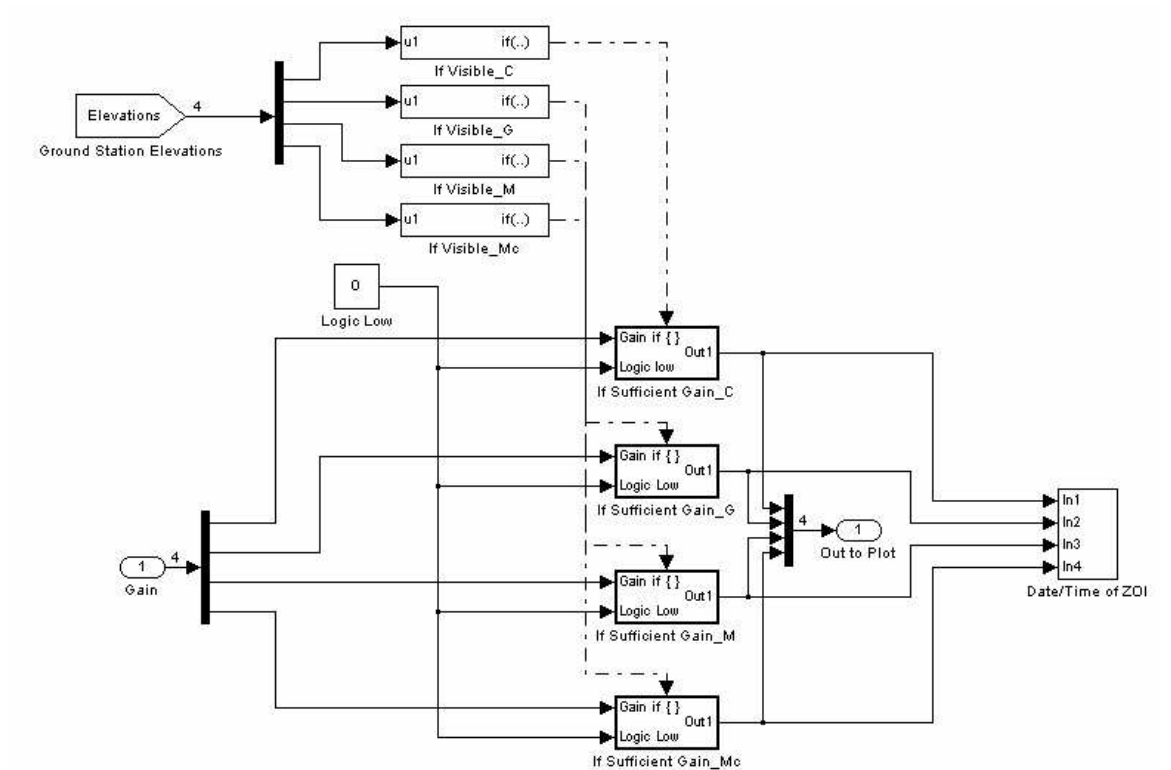 u1 if(..)
If Visible_C
Elevations
4
Ground Station Elevations
u1 if(..)
If Visible_G
u1 if(..)
If Visible_M
u1 if(..)
If Visible_Mc
0
Logic Low
Gain if { }
Out1
Logic low
If Sufficient Gain_C
Gain if { }
Out1
Logic Low
If Sufficient Gain_G
1
4
Gain
Gain if { }
Out1
Logic Low
If Sufficient Gain_M
4
1
Out to Plot
In1
In2
In3
In4
Date/Time of ZOI
Gain if { }
Out1
Logic Low
If Sufficient Gain_Mc